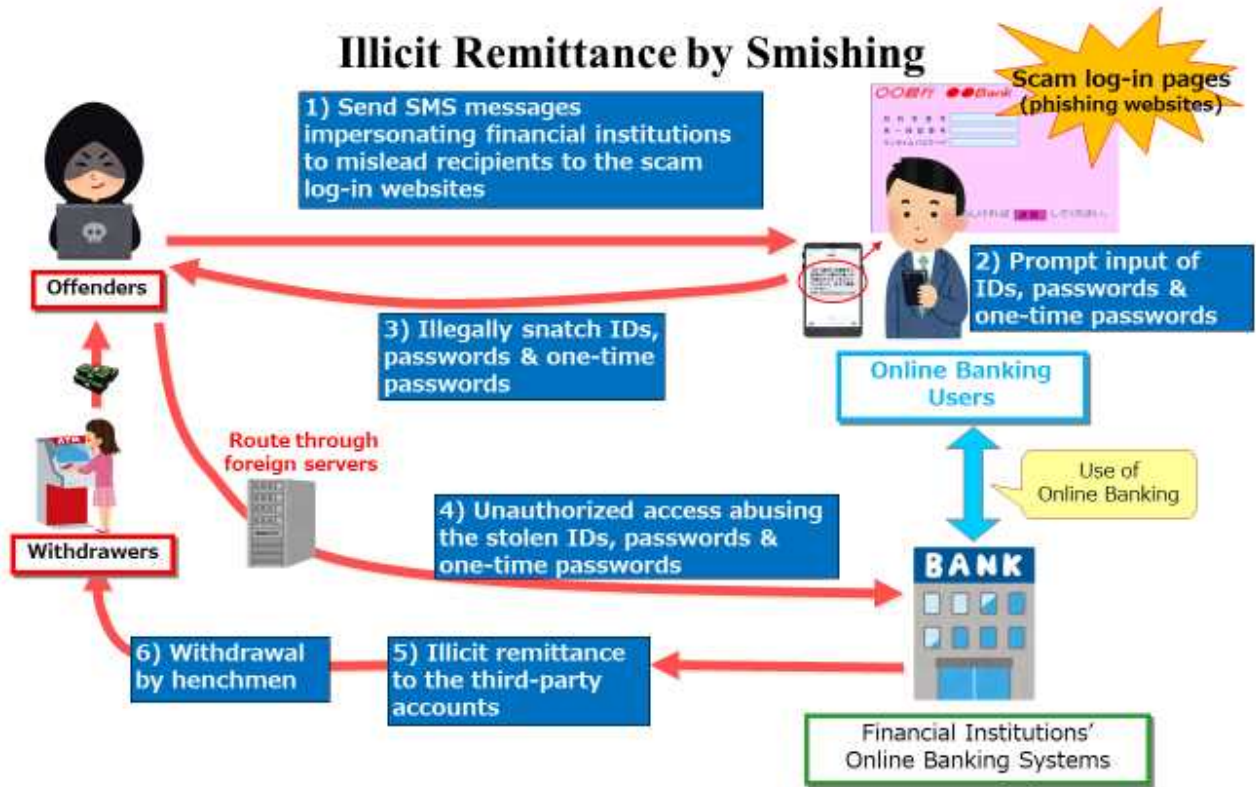 Illicit Remittance by Smishing
Scam log-in pages
(phishing websites)
〇〇銀行 ●●Bank
1) Send SMS messages
impersonating financial institutions
to mislead recipients to the scam
log-in websites
Offenders
2) Prompt input of
IDs, passwords &
one-time passwords
3) Illegally snatch IDs,
passwords & one-time
passwords
Online Banking
Users
Route through
foreign servers
Use of
Online Banking
ATM
Withdrawers
4) Unauthorized access abusing
the stolen IDs, passwords &
one-time passwords
BANK
6) Withdrawal
by henchmen
5) Illicit remittance
to the third-party
accounts
Financial Institutions'
Online Banking Systems